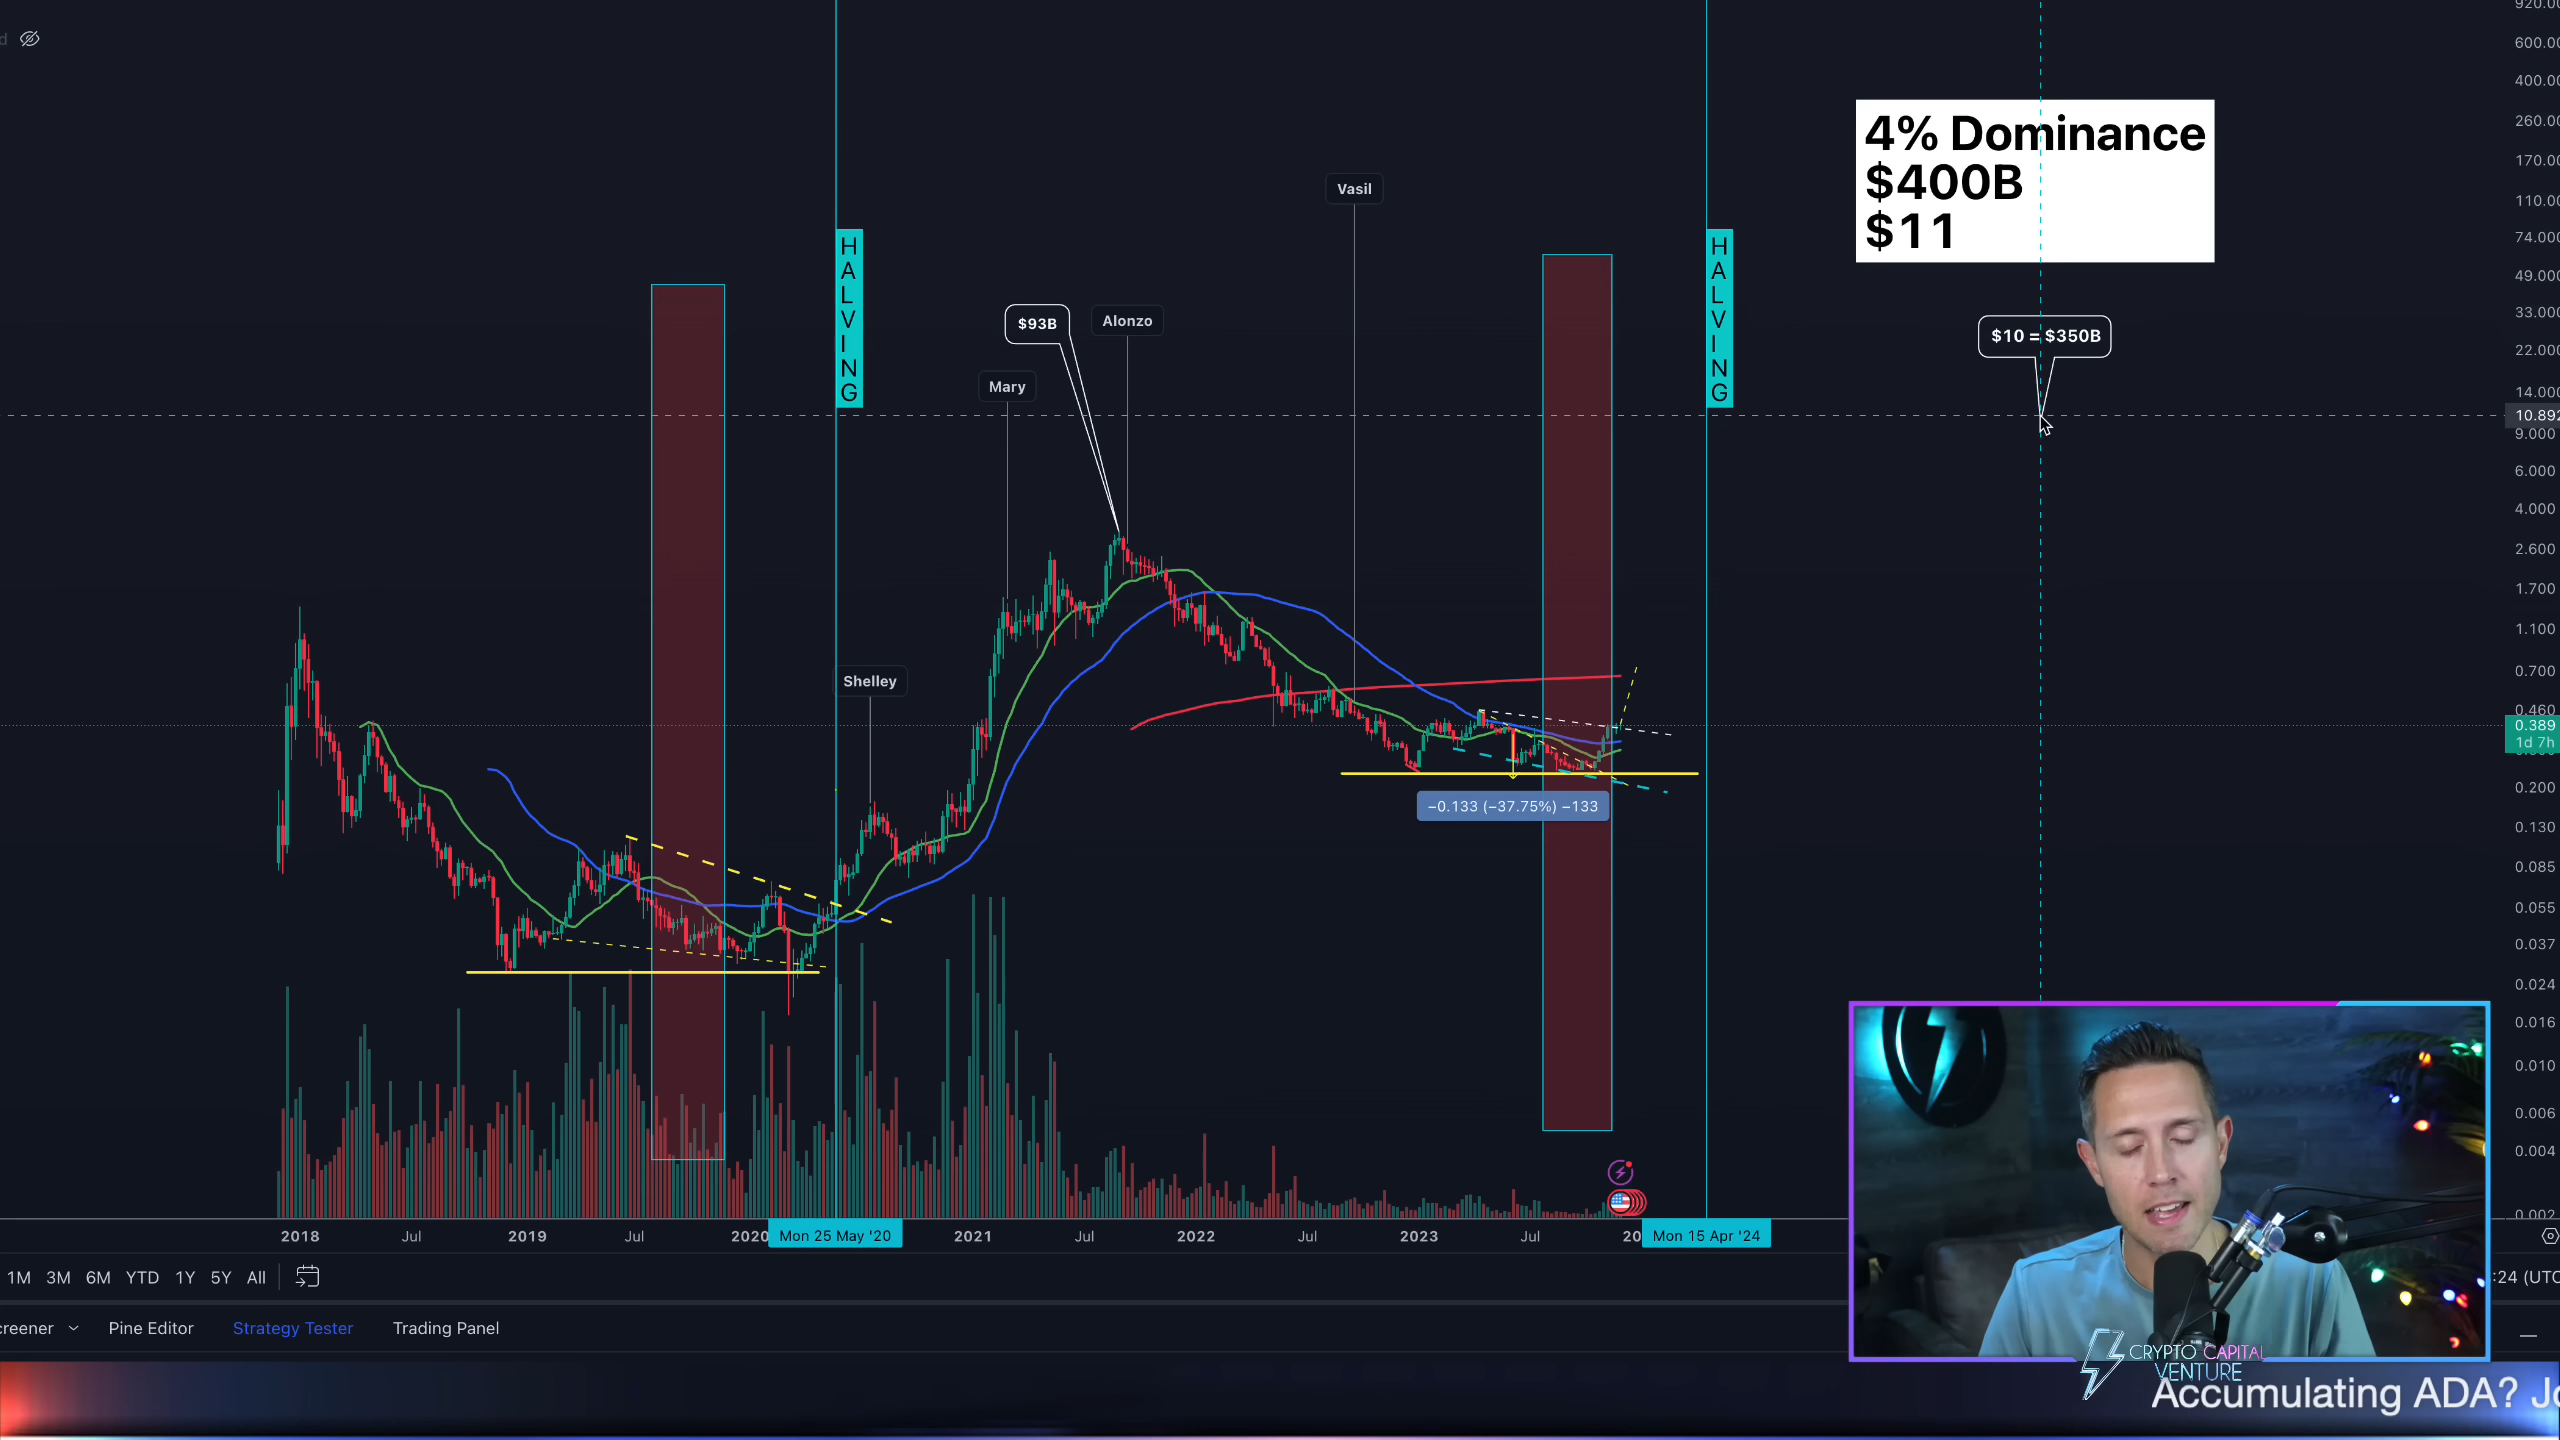 d
4% Dominance
$400B
$11
$10 = $350B
Vasil
$93B
Alonzo
Mary
Shelley
HALVING
HALVING
−0.133 (−37.75%) −133
920.00
600.00
400.00
260.00
170.00
110.00
74.000
49.000
33.000
22.000
14.000
10.892
9.000
6.000
4.000
2.600
1.700
1.100
0.700
0.460
0.389
1d 7h
0.200
0.130
0.085
0.055
0.037
0.024
0.016
0.010
0.006
0.004
0.002
2018 Jul 2019 Jul 2020 Mon 25 May '20 2021 Jul 2022 Jul 2023 Jul 20 Mon 15 Apr '24
1M 3M 6M YTD 1Y 5Y All
:24 (UTC
creener Pine Editor Strategy Tester Trading Panel
CRYPTO CAPITAL
VENTURE
Accumulating ADA? Jo